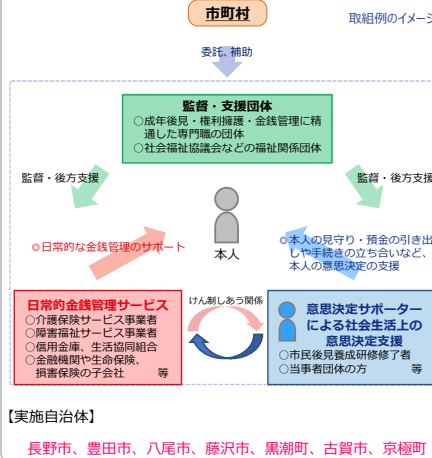 市町村
取組例のイメージ
委託、補助
監督・支援団体
○成年後見・権利擁護・金銭管理に精
通した専門職の団体
○社会福祉協議会などの福祉関係団体
監督・後方支援
監督・後方支援
◎日常的な金銭管理のサポート
本人
◎本人の見守り・預金の引き出
しや手続きの立ち合いなど、
本人の意思決定の支援
日常的金銭管理サービス
○介護保険サービス事業者
○障害福祉サービス事業者
○信用金庫、生活協同組合
○金融機関や生命保険、
損害保険の子会社 等
けん制しあう関係
意思決定サポーター
による社会生活上の
意思決定支援
○市民後見養成研修修了者
○当事者団体の方 等
【実施自治体】
長野市、豊田市、八尾市、藤沢市、黒潮町、古賀市、京極町